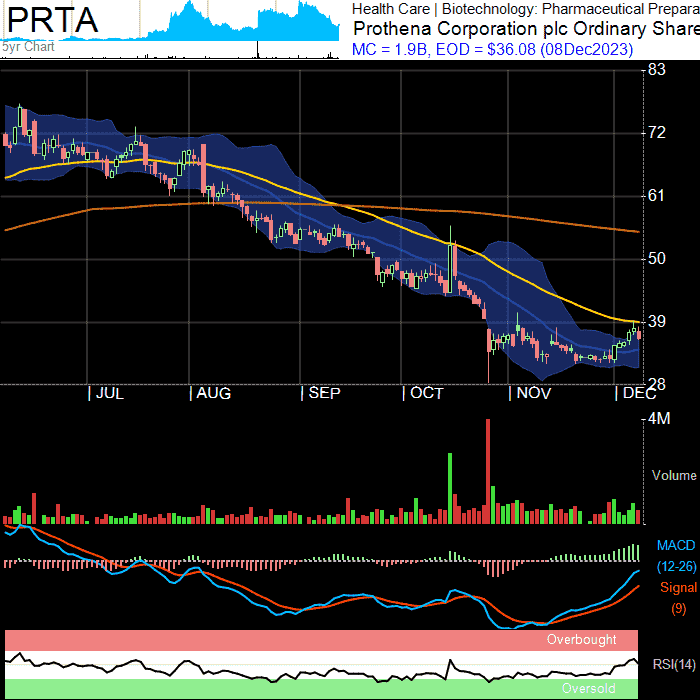 PRTA
5yr Chart
Health Care | Biotechnology: Pharmaceutical Prepara
Prothena Corporation plc Ordinary Share
MC = 1.9B, EOD = $36.08 (08Dec2023)
83
72
61
50
39
28
JUL
AUG
SEP
OCT
NOV
DEC
4M
Volume
MACD
(12-26)
Signal
(9)
Overbought
RSI(14)
Oversold